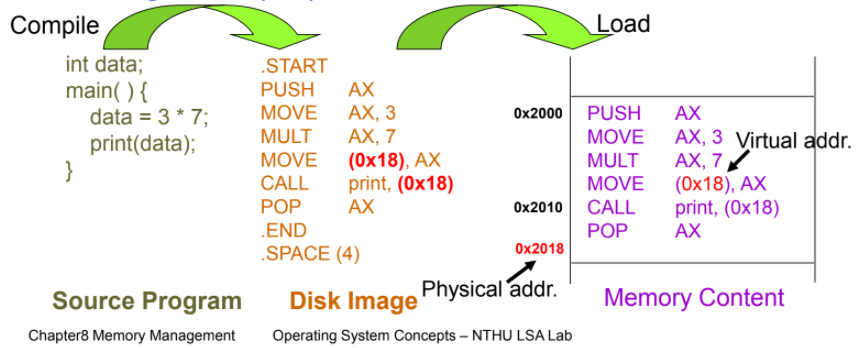 Compile
Load
int data;
main( ) {
data = 3 * 7;
print(data);
}
.START
PUSH AX
MOVE AX, 3
MULT AX, 7
MOVE (0x18), AX
CALL print, (0x18)
POP AX
.END
.SPACE (4)
0x2000 PUSH AX
MOVE AX, 3
Virtual addr.
MULT AX, 7
MOVE (0x18), AX
0x2010 CALL print, (0x18)
POP AX
0x2018
Physical addr.
Source Program
Disk Image
Memory Content
Chapter8 Memory Management
Operating System Concepts – NTHU LSA Lab